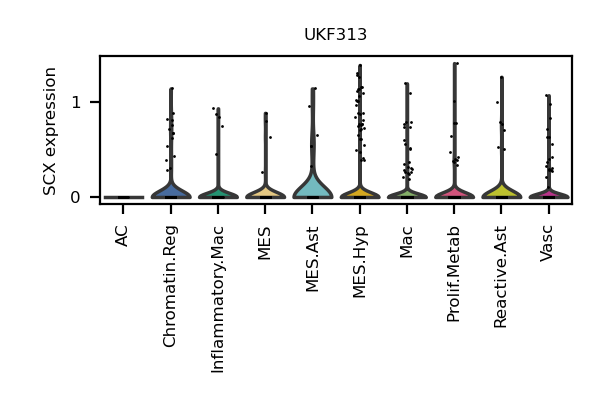 UKF313
SCX expression
1
0
AC
Chromatin.Reg
Inflammatory.Mac
MES
MES.Ast
MES.Hyp
Mac
Prolif.Metab
Reactive.Ast
Vasc